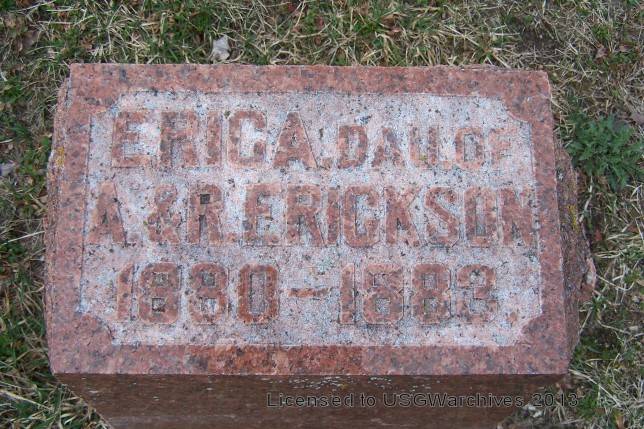 ERICA. DAU. OF
A. & R. ERICKSON
1880 – 1883.
Licensed to USGWarchives 2013